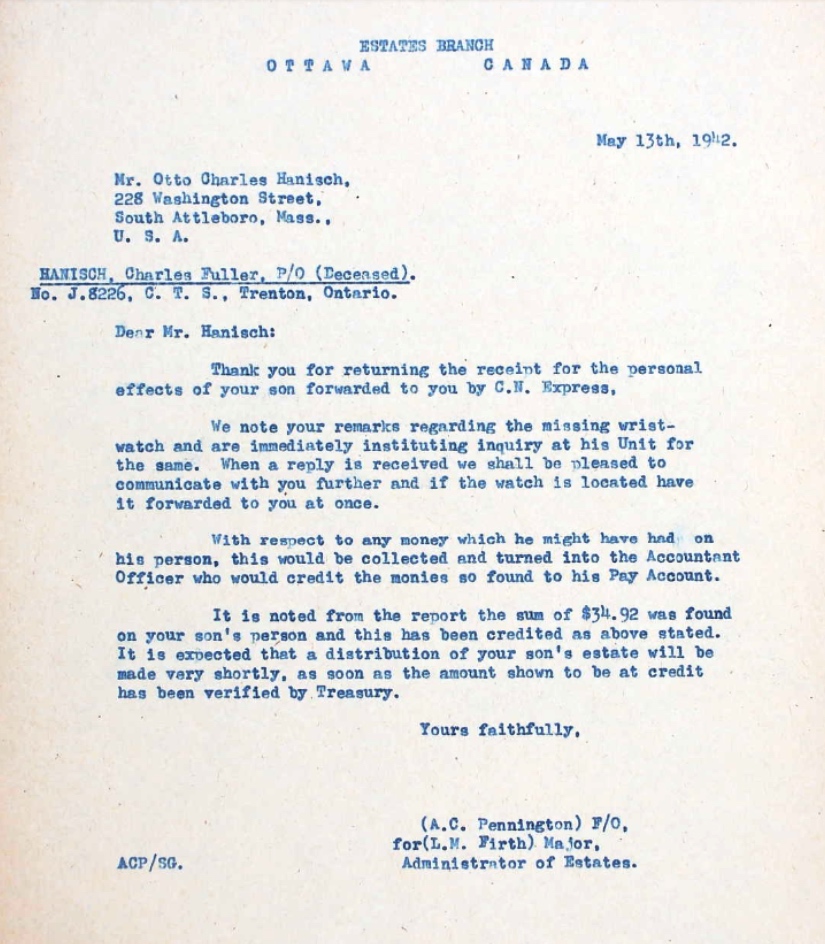 ESTATES BRANCH
OTTAWA CANADA
May 13th, 1942.
Mr. Otto Charles Hanisch,
228 Washington Street,
South Attleboro, Mass.,
U. S. A.
HANISCH, Charles Fuller, P/O (Deceased).
No. J.8226, C. T. S., Trenton, Ontario.
Dear Mr. Hanisch:
Thank you for returning the receipt for the personal
effects of your son forwarded to you by C.N. Express,
We note your remarks regarding the missing wrist-
watch and are immediately instituting inquiry at his Unit for
the same. When a reply is received we shall be pleased to
communicate with you further and if the watch is located have
it forwarded to you at once.
With respect to any money which he might have had on
his person, this would be collected and turned into the Accountant
Officer who would credit the monies so found to his Pay Account.
It is noted from the report the sum of $34.92 was found
on your son's person and this has been credited as above stated.
It is expected that a distribution of your son's estate will be
made very shortly, as soon as the amount shown to be at credit
has been verified by Treasury.
Yours faithfully,
(A.C. Pennington) F/O,
for(L.M. Firth) Major,
ACP/SG. Administrator of Estates.